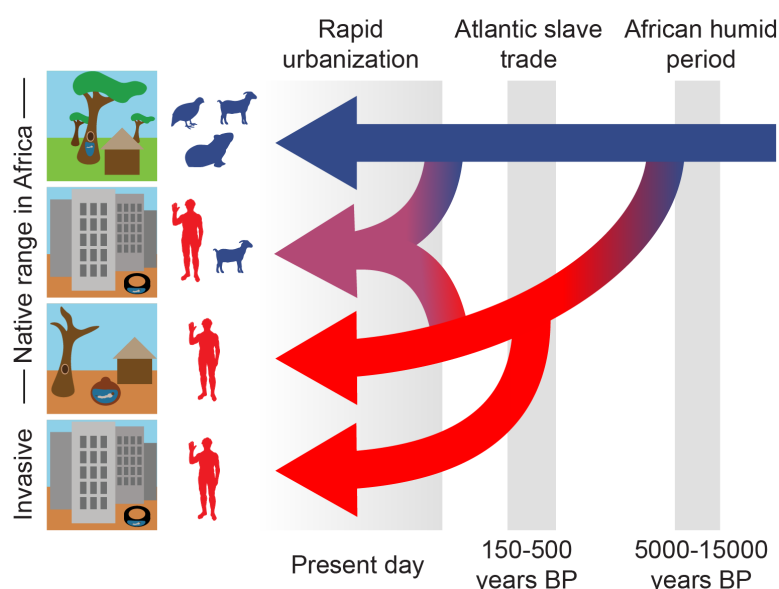 Rapid
urbanization
Atlantic slave
trade
African humid
period
Native range in Africa
Invasive
Present day
150-500
years BP
5000-15000
years BP